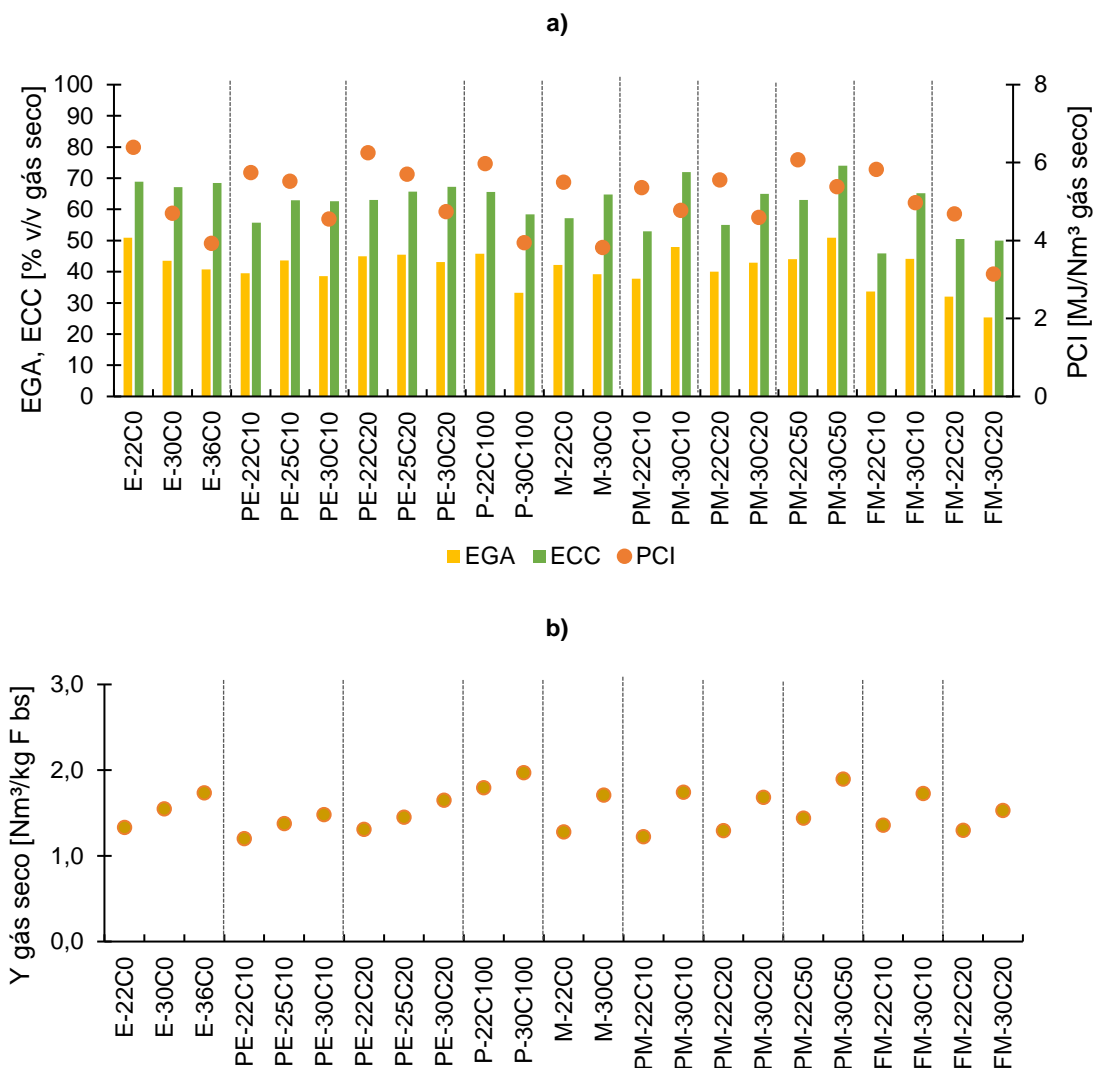 a)
EGA, ECC [% v/v gás seco]
100
90
80
70
60
50
40
30
20
10
0
8
6
4
2
0
PCI [MJ/Nm³ gás seco]
E-22C0
E-30C0
E-36C0
PE-22C10
PE-25C10
PE-30C10
PE-22C20
PE-25C20
PE-30C20
P-22C100
P-30C100
M-22C0
M-30C0
PM-22C10
PM-30C10
PM-22C20
PM-30C20
PM-22C50
PM-30C50
FM-22C10
FM-30C10
FM-22C20
FM-30C20
EGA ECC PCI
b)
Y gás seco [Nm³/kg F bs]
3,0
2,0
1,0
0,0
E-22C0
E-30C0
E-36C0
PE-22C10
PE-25C10
PE-30C10
PE-22C20
PE-25C20
PE-30C20
P-22C100
P-30C100
M-22C0
M-30C0
PM-22C10
PM-30C10
PM-22C20
PM-30C20
PM-22C50
PM-30C50
FM-22C10
FM-30C10
FM-22C20
FM-30C20